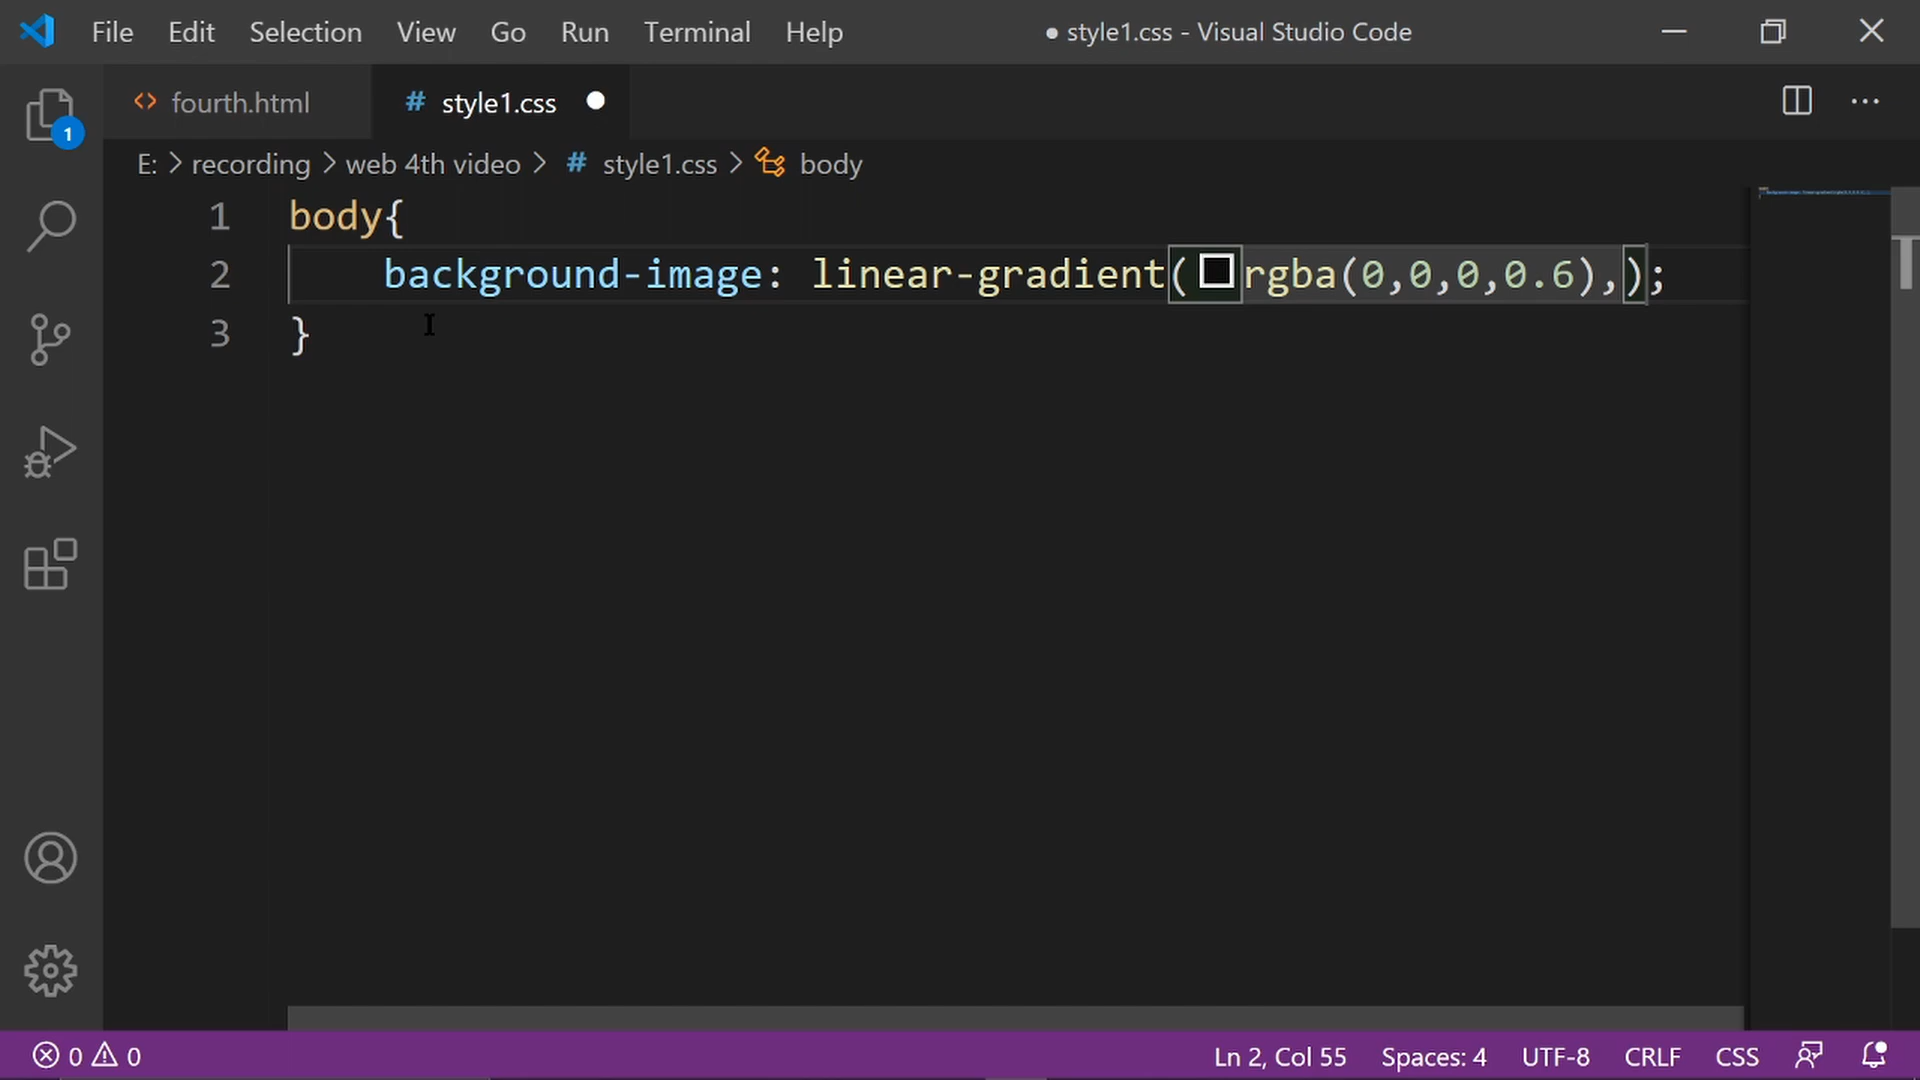 File Edit Selection View Go Run Terminal Help ● style1.css - Visual Studio Code
<> fourth.html # style1.css ●
E: > recording > web 4th video > # style1.css > body
1 body{
2 background-image: linear-gradient(rgba(0,0,0,0.6),);
3 }
1
0 0 Ln 2, Col 55 Spaces: 4 UTF-8 CRLF CSS